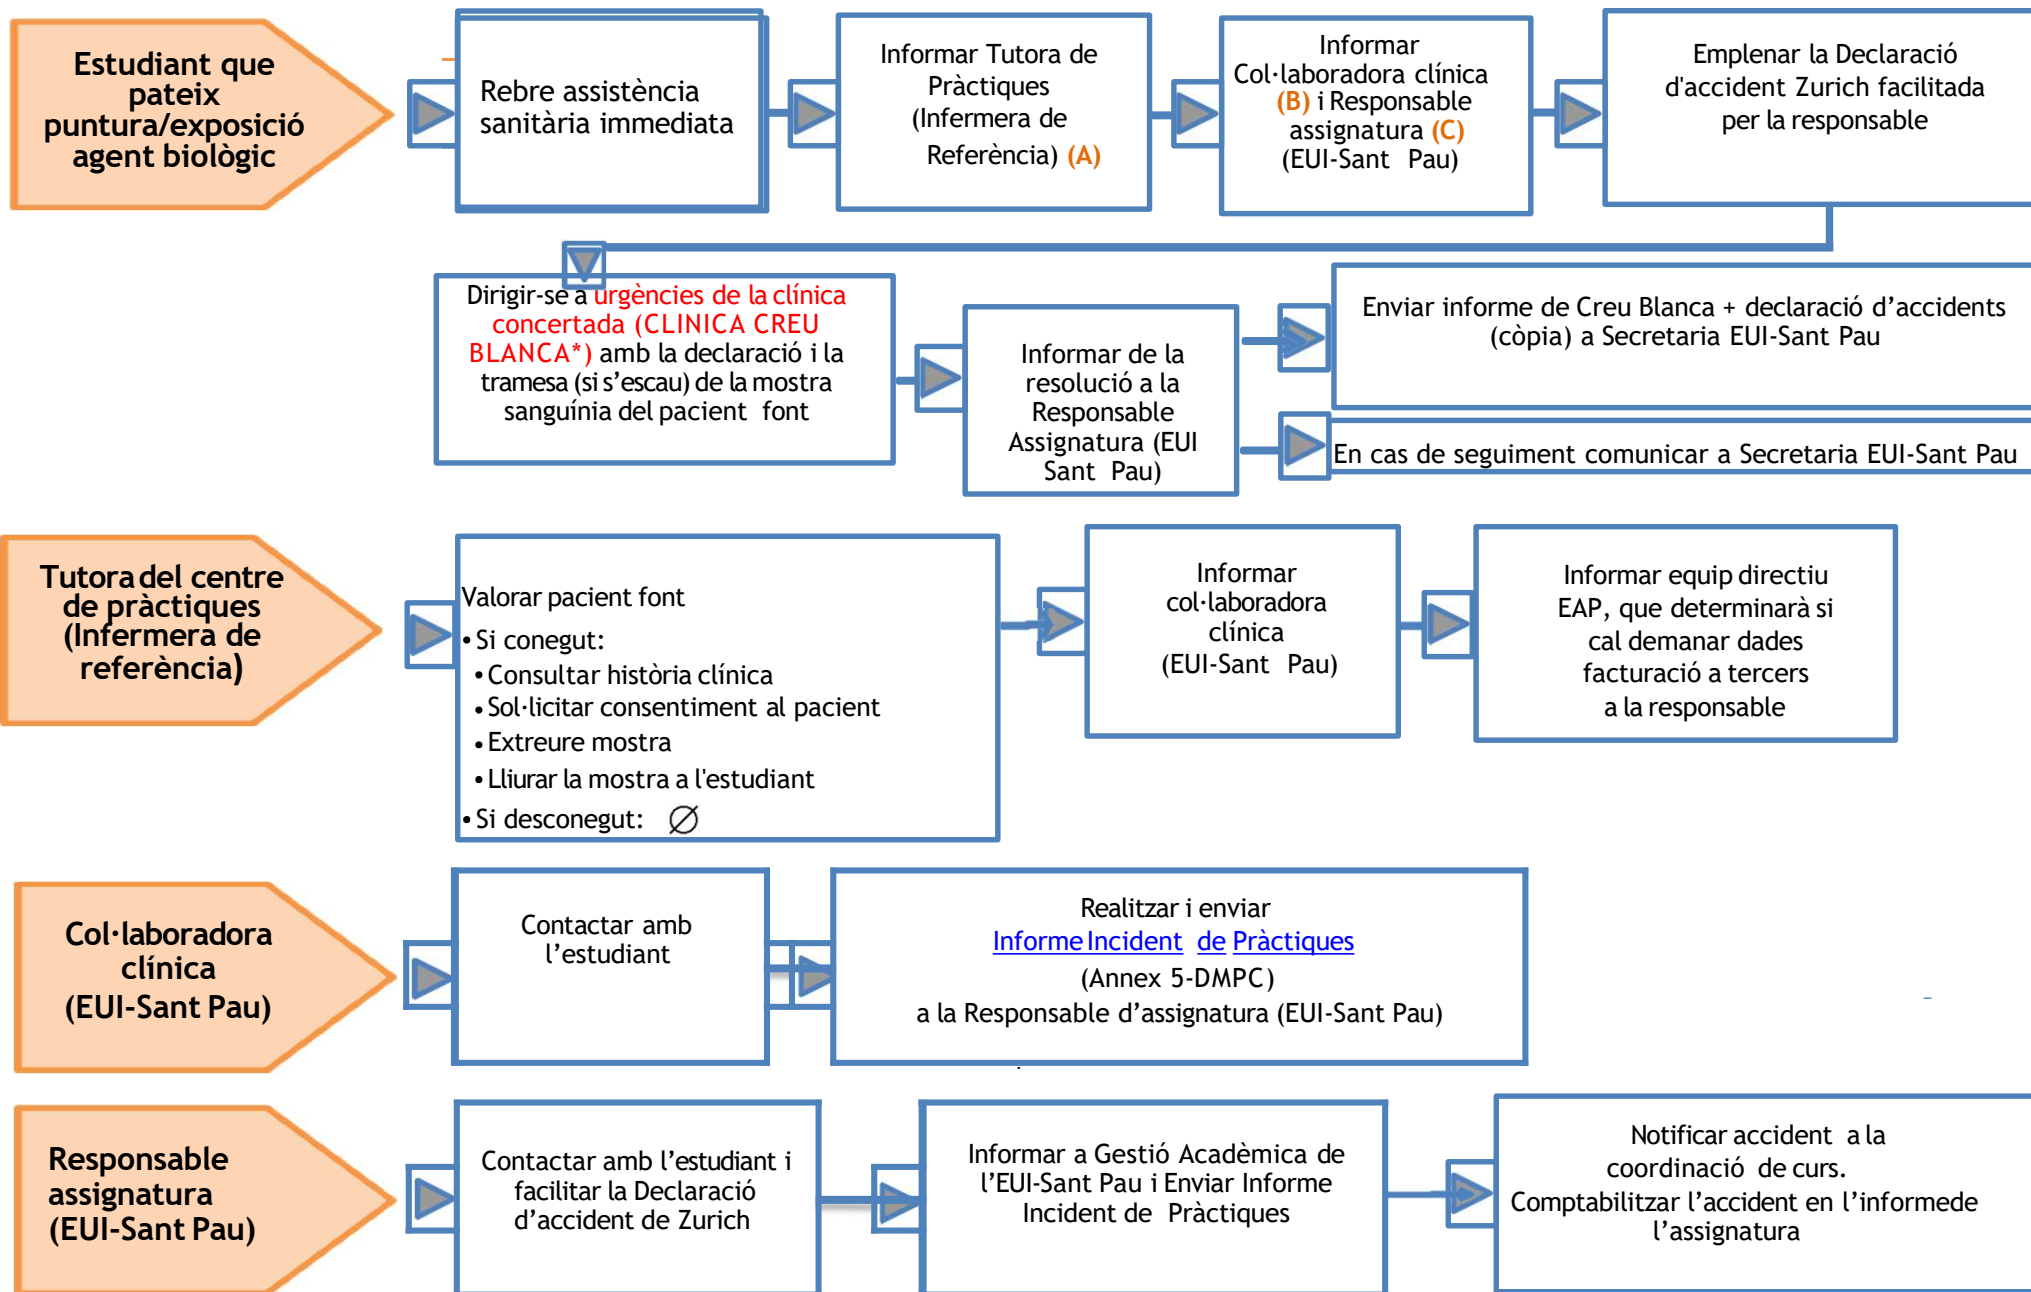 Estudiant que
pateix
puntura/exposició
agent biològic
Rebre assistència
sanitària immediata
Informar Tutora de
Pràctiques
(Infermera de
Referència) (A)
Informar
Col·laboradora clínica
(B) i Responsable
assignatura (C)
(EUI-Sant Pau)
Emplenar la Declaració
d'accident Zurich facilitada
per la responsable
Dirigir-se a urgències de la clínica
concertada (CLINICA CREU
BLANCA*) amb la declaració i la
tramesa (si s’escau) de la mostra
sanguínia del pacient font
Informar de la
resolució a la
Responsable
Assignatura (EUI
Sant Pau)
Enviar informe de Creu Blanca + declaració d’accidents
(còpia) a Secretaria EUI-Sant Pau
En cas de seguiment comunicar a Secretaria EUI-Sant Pau
Tutora del centre
de pràctiques
(Infermera de
referència)
Valorar pacient font
• Si conegut:
• Consultar història clínica
• Sol·licitar consentiment al pacient
• Extreure mostra
• Lliurar la mostra a l'estudiant
• Si desconegut: ∅
Informar
col·laboradora
clínica
(EUI-Sant Pau)
Informar equip directiu
EAP, que determinarà si
cal demanar dades
facturació a tercers
a la responsable
Col·laboradora
clínica
(EUI-Sant Pau)
Contactar amb
l’estudiant
Realitzar i enviar
Informe Incident de Pràctiques
(Annex 5-DMPC)
a la Responsable d’assignatura (EUI-Sant Pau)
Responsable
assignatura
(EUI-Sant Pau)
Contactar amb l’estudiant i
facilitar la Declaració
d’accident de Zurich
Informar a Gestió Acadèmica de
l’EUI-Sant Pau i Enviar Informe
Incident de Pràctiques
Notificar accident a la
coordinació de curs.
Comptabilitzar l’accident en l’informede
l’assignatura